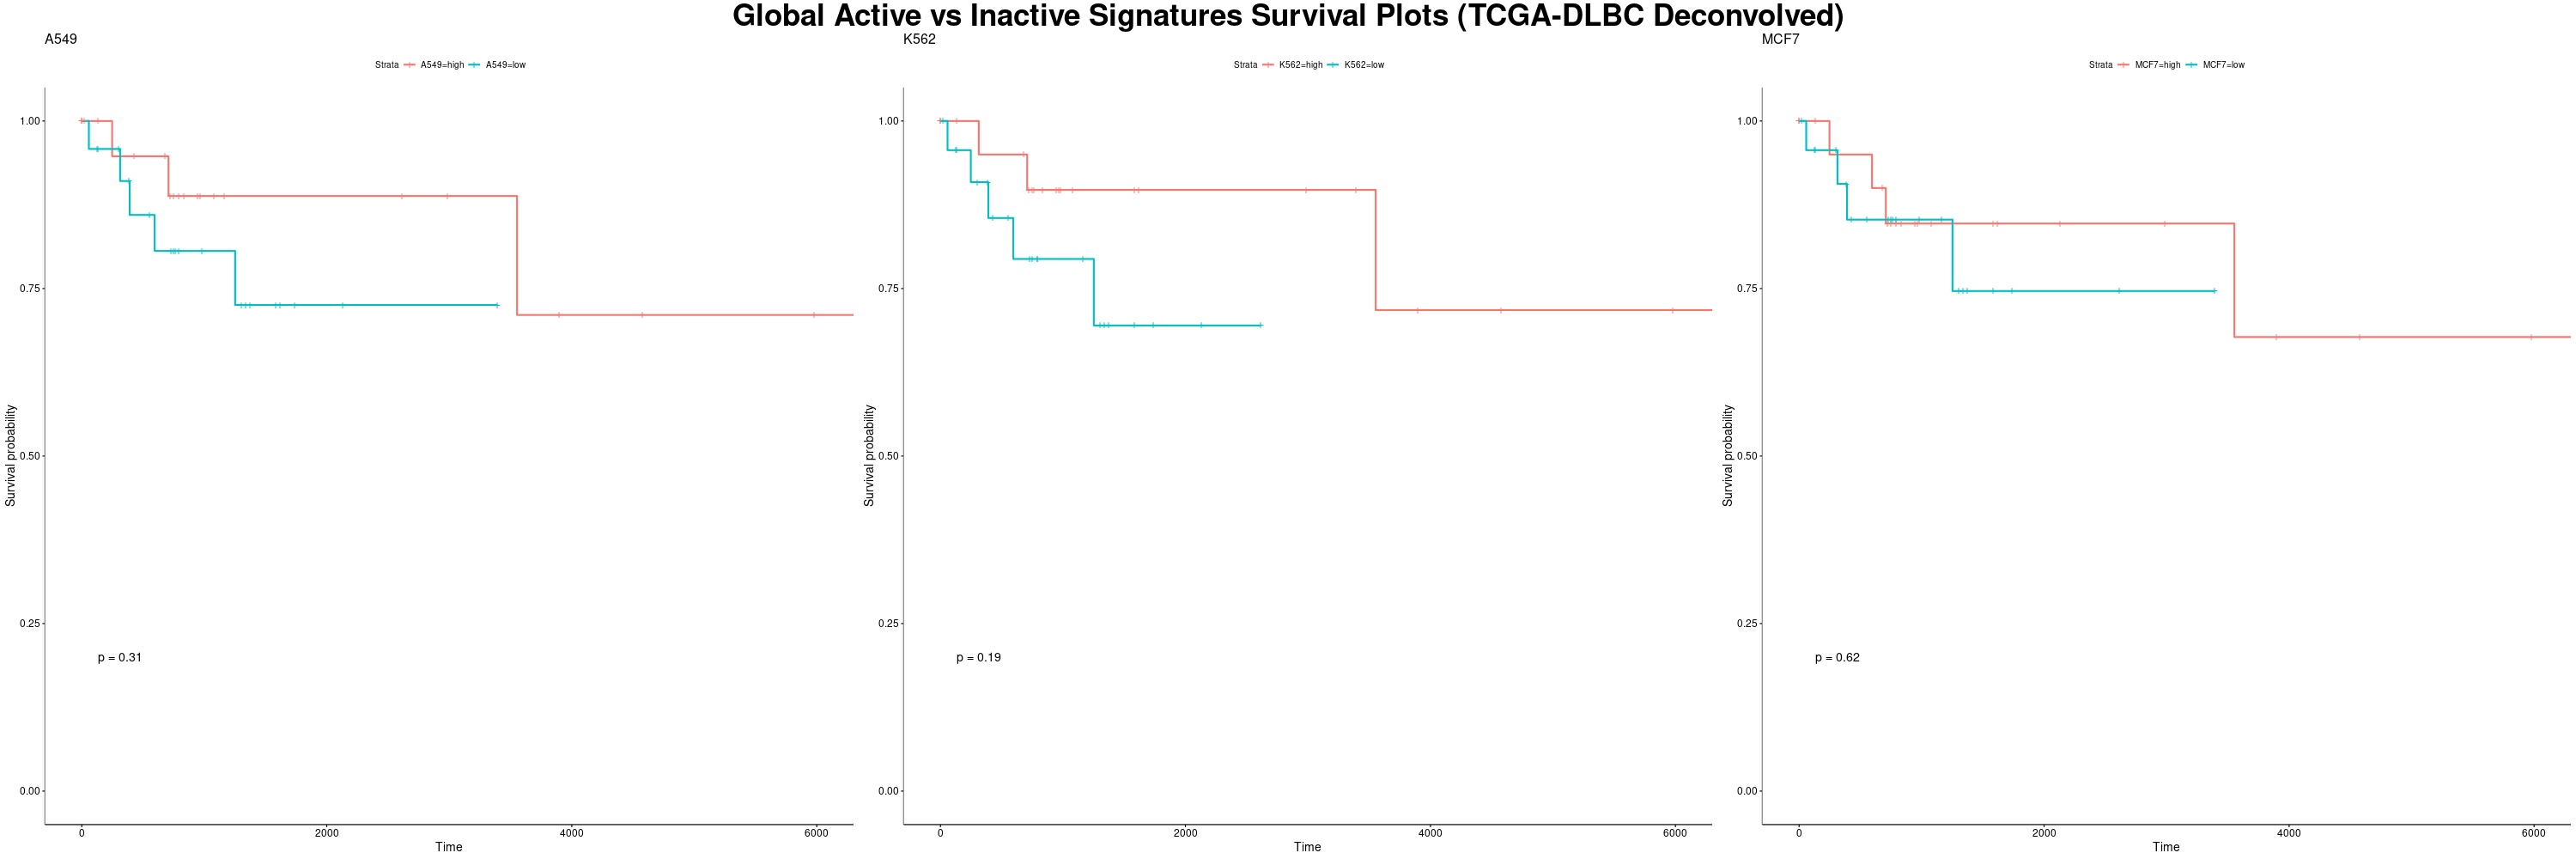 Global Active vs Inactive Signatures Survival Plots (TCGA-DLBC Deconvolved)
A549
Strata A549=high A549=low
1.00
0.75
0.50
0.25
0.00
Survival probability
p = 0.31
0 2000 4000 6000
Time
K562
Strata K562=high K562=low
1.00
0.75
0.50
0.25
0.00
Survival probability
p = 0.19
0 2000 4000 6000
Time
MCF7
Strata MCF7=high MCF7=low
1.00
0.75
0.50
0.25
0.00
Survival probability
p = 0.62
0 2000 4000 6000
Time